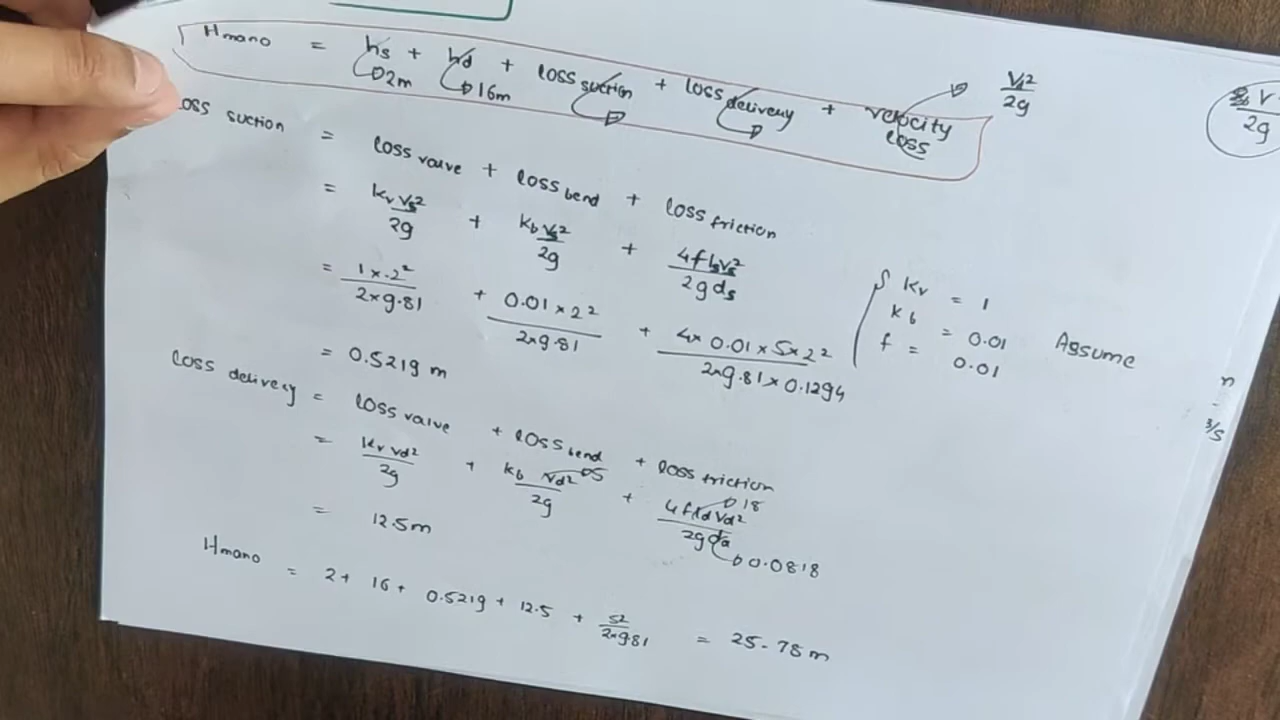 Hmano = hs + hd + loss suction + loss delivery + velocity loss → Vd²/2g
2m 16m
loss suction = loss valve + loss bend + loss friction
= kv vs²/2g + kb vs²/2g + 4flsvs²/2gds
= 1×2²/2×9.81 + 0.01×2²/2×9.81 + 4×0.01×5×2²/2×9.81×0.1294
{ kv = 1
kb = 0.01 Assume
f = 0.01
= 0.5219 m
loss delivery = loss valve + loss bend + loss friction
= kv vd²/2g + kb vd²/2g + 4fldvd²/2gdd
5 18 0.0818
= 12.5m
Hmano = 2+ 16+ 0.5219 + 12.5 + 5²/2×9.81 = 25.78 m
2g
n
3/s